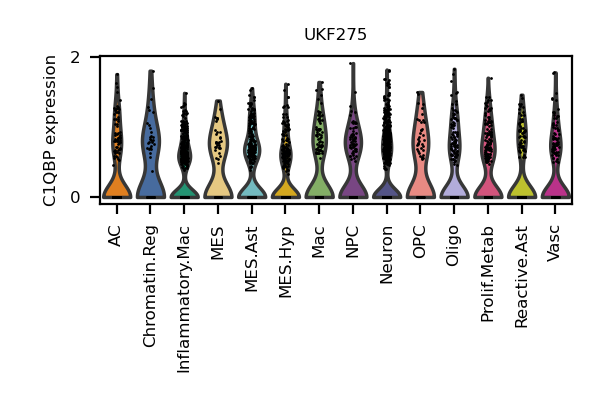 UKF275
C1QBP expression
2
0
AC
Chromatin.Reg
Inflammatory.Mac
MES
MES.Ast
MES.Hyp
Mac
NPC
Neuron
OPC
Oligo
Prolif.Metab
Reactive.Ast
Vasc